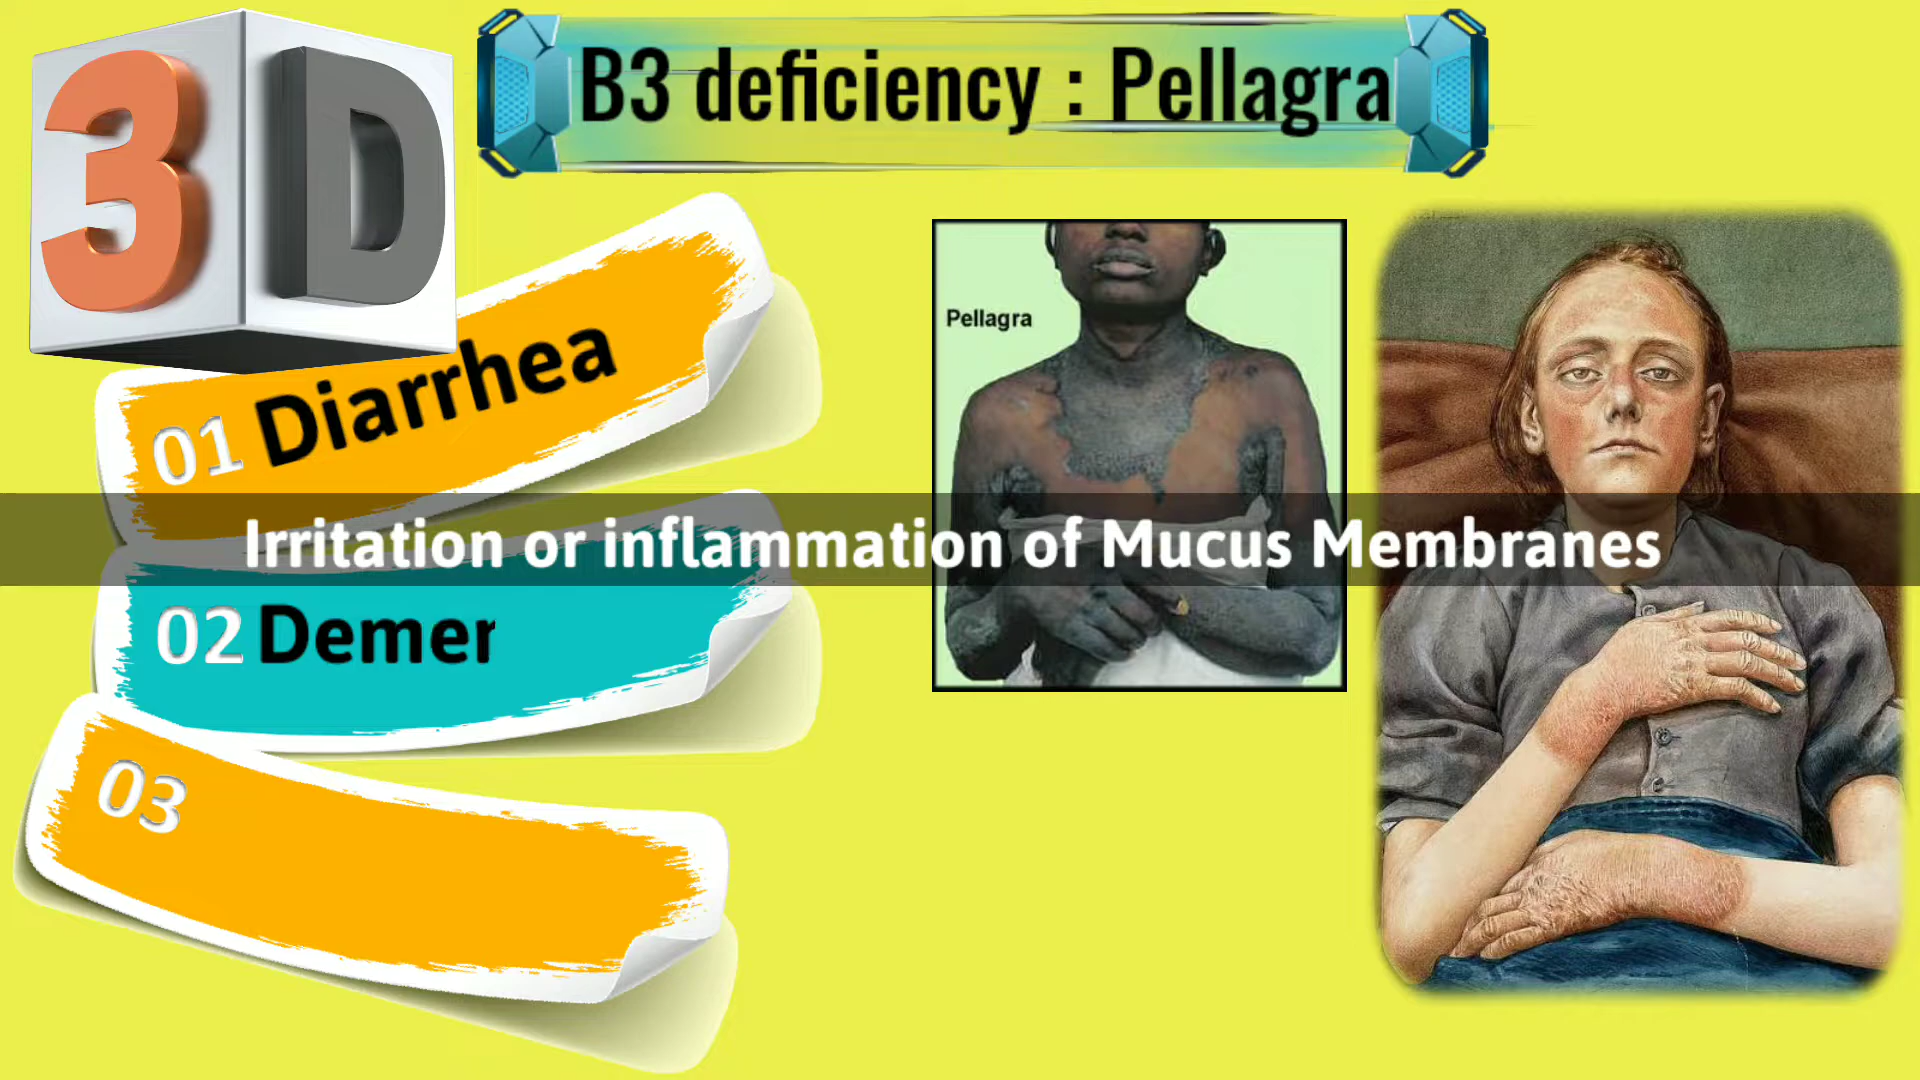 3D
B3 deficiency : Pellagra
01 Diarrhea
Pellagra
Irritation or inflammation of Mucus Membranes
02 Demer
03